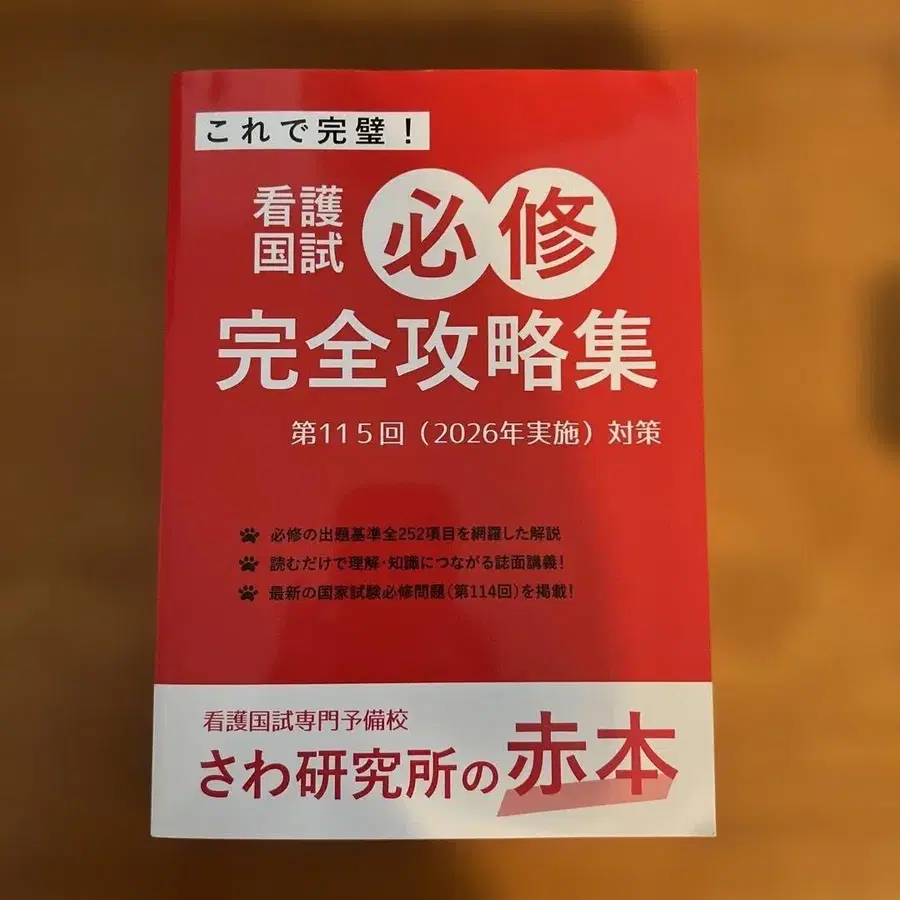 これで完璧！
看護
国試
必修
完全攻略集
第115回（2026年実施）対策
必修の出題基準全252項目を網羅した解説
読むだけで理解・知識につながる誌面講義！
最新の国家試験必修問題（第114回）を掲載！
看護国試専門予備校
さわ研究所の赤本